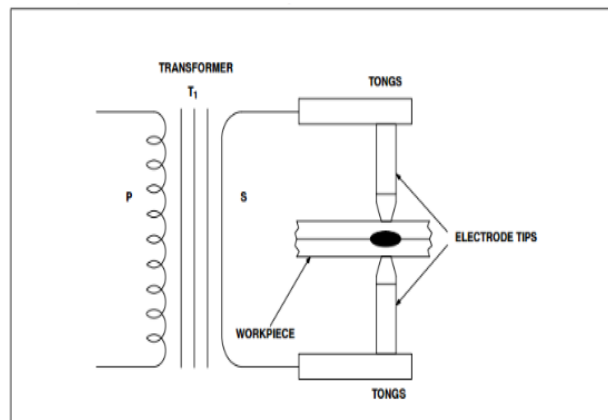 TRANSFORMER
T1
TONGS
P
S
ELECTRODE TIPS
WORKPIECE
TONGS